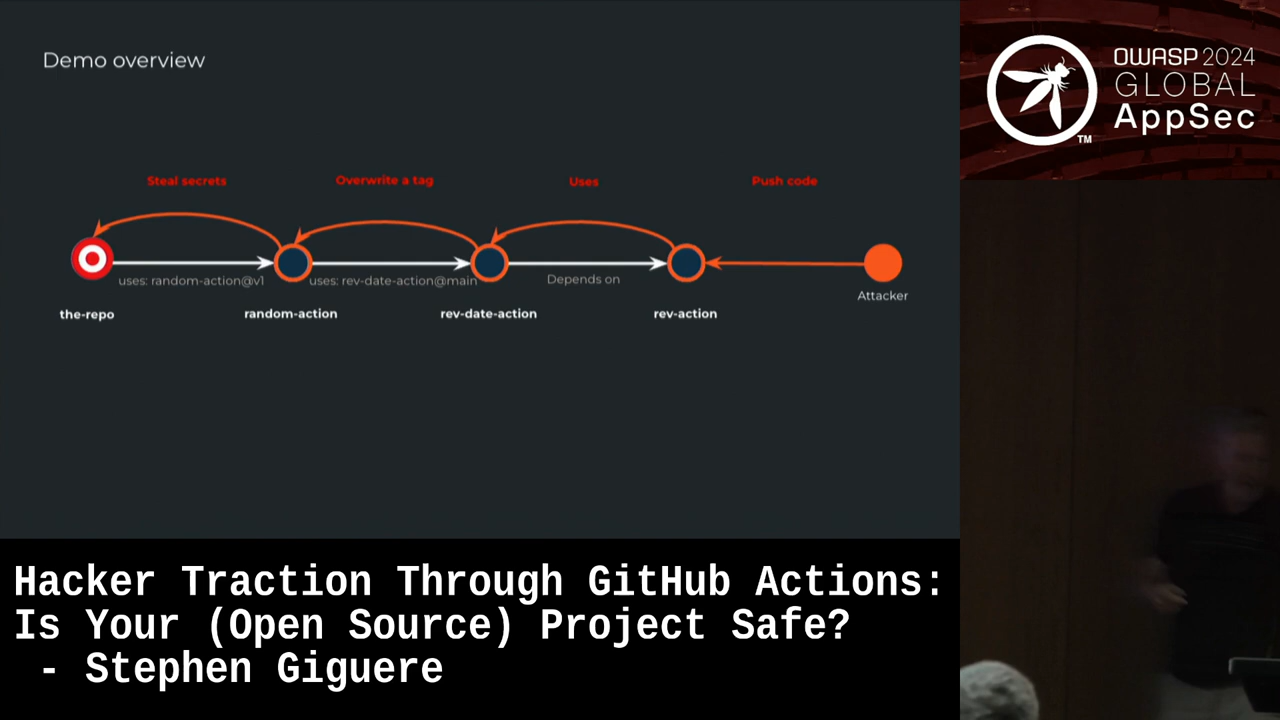 Demo overview
Steal secrets
Overwrite a tag
Uses
Push code
uses: random-action@v1
uses: rev-date-action@main
Depends on
Attacker
the-repo
random-action
rev-date-action
rev-action
OWASP 2024
GLOBAL
AppSec
TM
Hacker Traction Through GitHub Actions:
Is Your (Open Source) Project Safe?
- Stephen Giguere